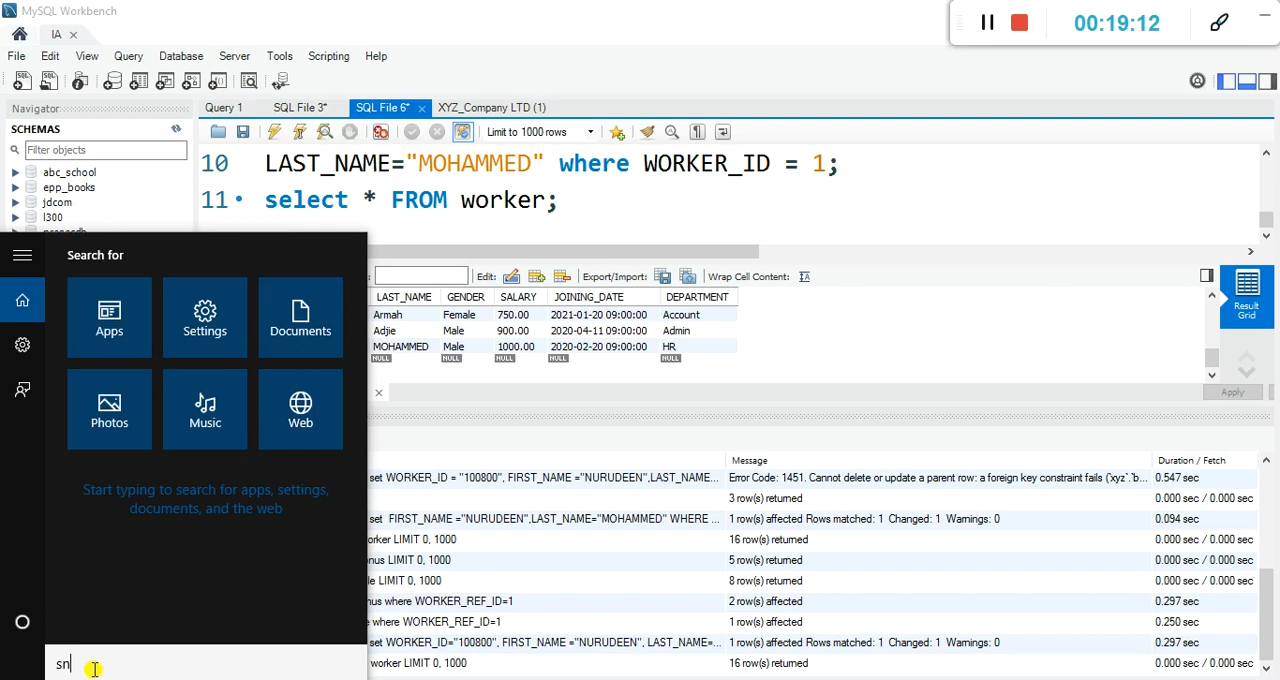 MySQL Workbench
00:19:12
IA
File Edit View Query Database Server Tools Scripting Help
Navigator
Query 1 SQL File 3* SQL File 6* XYZ_Company LTD (1)
SCHEMAS
Limit to 1000 rows
Filter objects
abc_school
epp_books
jdcom
l300
10 LAST_NAME="MOHAMMED" where WORKER_ID = 1;
11 select * FROM worker;
Search for
Apps Settings Documents
Photos Music Web
Start typing to search for apps, settings,
documents, and the web
sn
Edit: Export/Import: Wrap Cell Content:
LAST_NAME GENDER SALARY JOINING_DATE DEPARTMENT
Armah Female 750.00 2021-01-20 09:00:00 Account
Adjie Male 900.00 2020-04-11 09:00:00 Admin
MOHAMMED Male 1000.00 2020-02-20 09:00:00 HR
NULL NULL NULL NULL NULL
Result
Grid
Apply
Message Duration / Fetch
set WORKER_ID = "100800", FIRST_NAME ="NURUDEEN",LAST_NAME... Error Code: 1451. Cannot delete or update a parent row: a foreign key constraint fails (`xyz`.`b... 0.547 sec
3 row(s) returned 0.000 sec / 0.000 sec
set FIRST_NAME ="NURUDEEN",LAST_NAME="MOHAMMED" WHERE ... 1 row(s) affected Rows matched: 1 Changed: 1 Warnings: 0 0.094 sec
orker LIMIT 0, 1000 16 row(s) returned 0.000 sec / 0.000 sec
onus LIMIT 0, 1000 5 row(s) returned 0.000 sec / 0.000 sec
le LIMIT 0, 1000 8 row(s) returned 0.000 sec / 0.000 sec
nus where WORKER_REF_ID=1 2 row(s) affected 0.297 sec
e where WORKER_REF_ID=1 1 row(s) affected 0.250 sec
set WORKER_ID="100800", FIRST_NAME ="NURUDEEN", LAST_NAME=... 1 row(s) affected Rows matched: 1 Changed: 1 Warnings: 0 0.297 sec
worker LIMIT 0, 1000 16 row(s) returned 0.000 sec / 0.000 sec